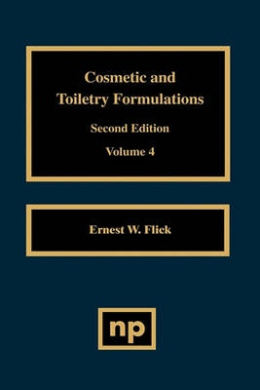 Cosmetic and
Toiletry Formulations
Second Edition
Volume 4
Ernest W. Flick
np